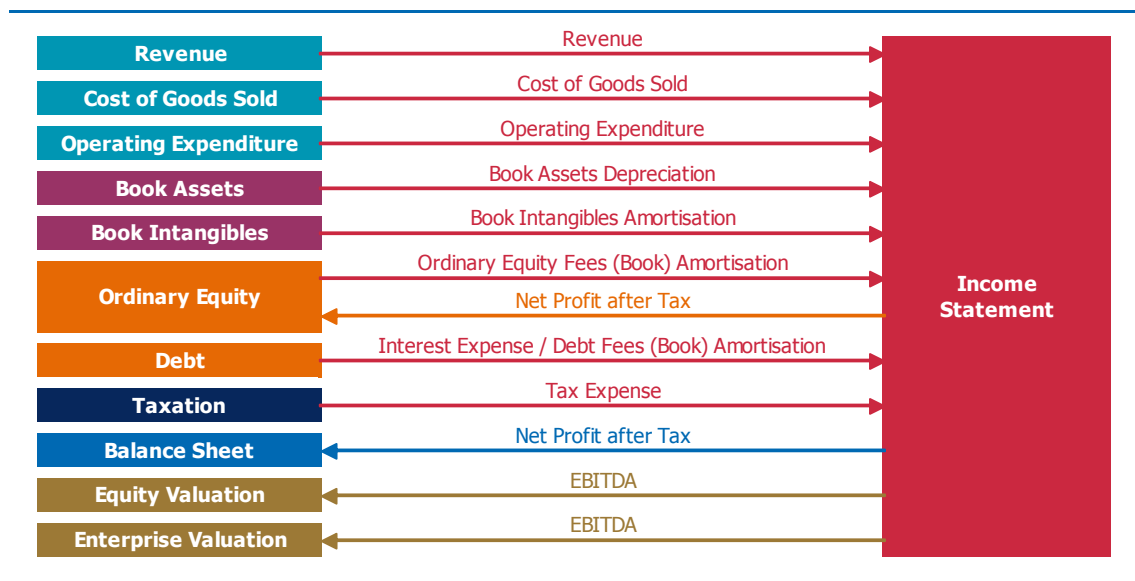 Revenue
Revenue
Cost of Goods Sold
Cost of Goods Sold
Operating Expenditure
Operating Expenditure
Book Assets
Book Assets Depreciation
Book Intangibles
Book Intangibles Amortisation
Ordinary Equity
Ordinary Equity Fees (Book) Amortisation
Net Profit after Tax
Debt
Interest Expense / Debt Fees (Book) Amortisation
Taxation
Tax Expense
Balance Sheet
Net Profit after Tax
Equity Valuation
EBITDA
Enterprise Valuation
EBITDA
Income
Statement